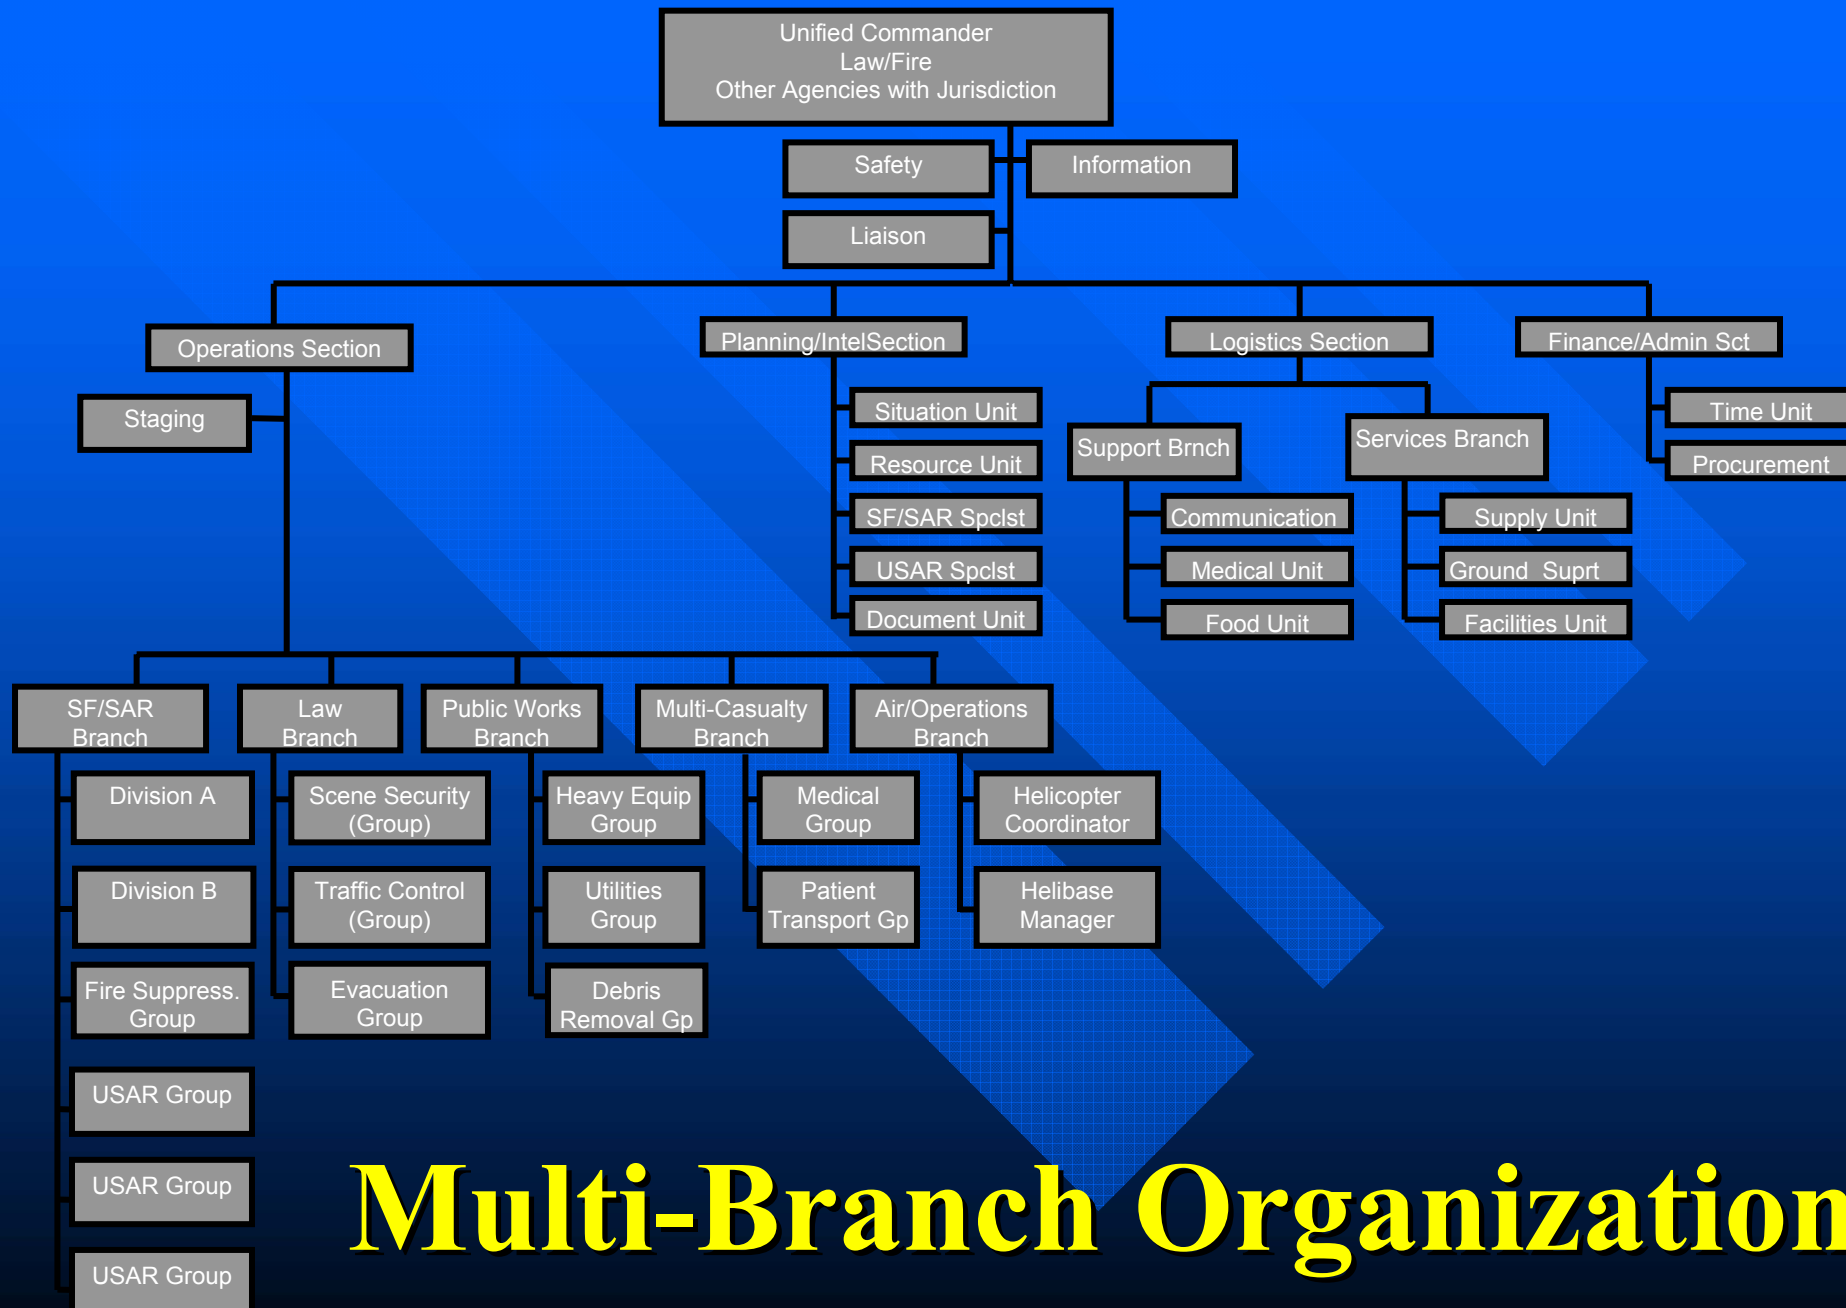 Unified Commander
Law/Fire
Other Agencies with Jurisdiction
Safety
Information
Liaison
Operations Section
Planning/IntelSection
Logistics Section
Finance/Admin Sct
Staging
Situation Unit
Resource Unit
SF/SAR Spclst
USAR Spclst
Document Unit
Support Brnch
Communication
Medical Unit
Food Unit
Services Branch
Supply Unit
Ground  Suprt
Facilities Unit
Time Unit
Procurement
SF/SAR
Branch
Division A
Division B
Fire Suppress.
Group
USAR Group
USAR Group
USAR Group
Law
Branch
Scene Security
(Group)
Traffic Control
(Group)
Evacuation
Group
Public Works
Branch
Heavy Equip
Group
Utilities
Group
Debris
Removal Gp
Multi-Casualty
Branch
Medical
Group
Patient
Transport Gp
Air/Operations
Branch
Helicopter
Coordinator
Helibase
Manager
Multi-Branch Organization